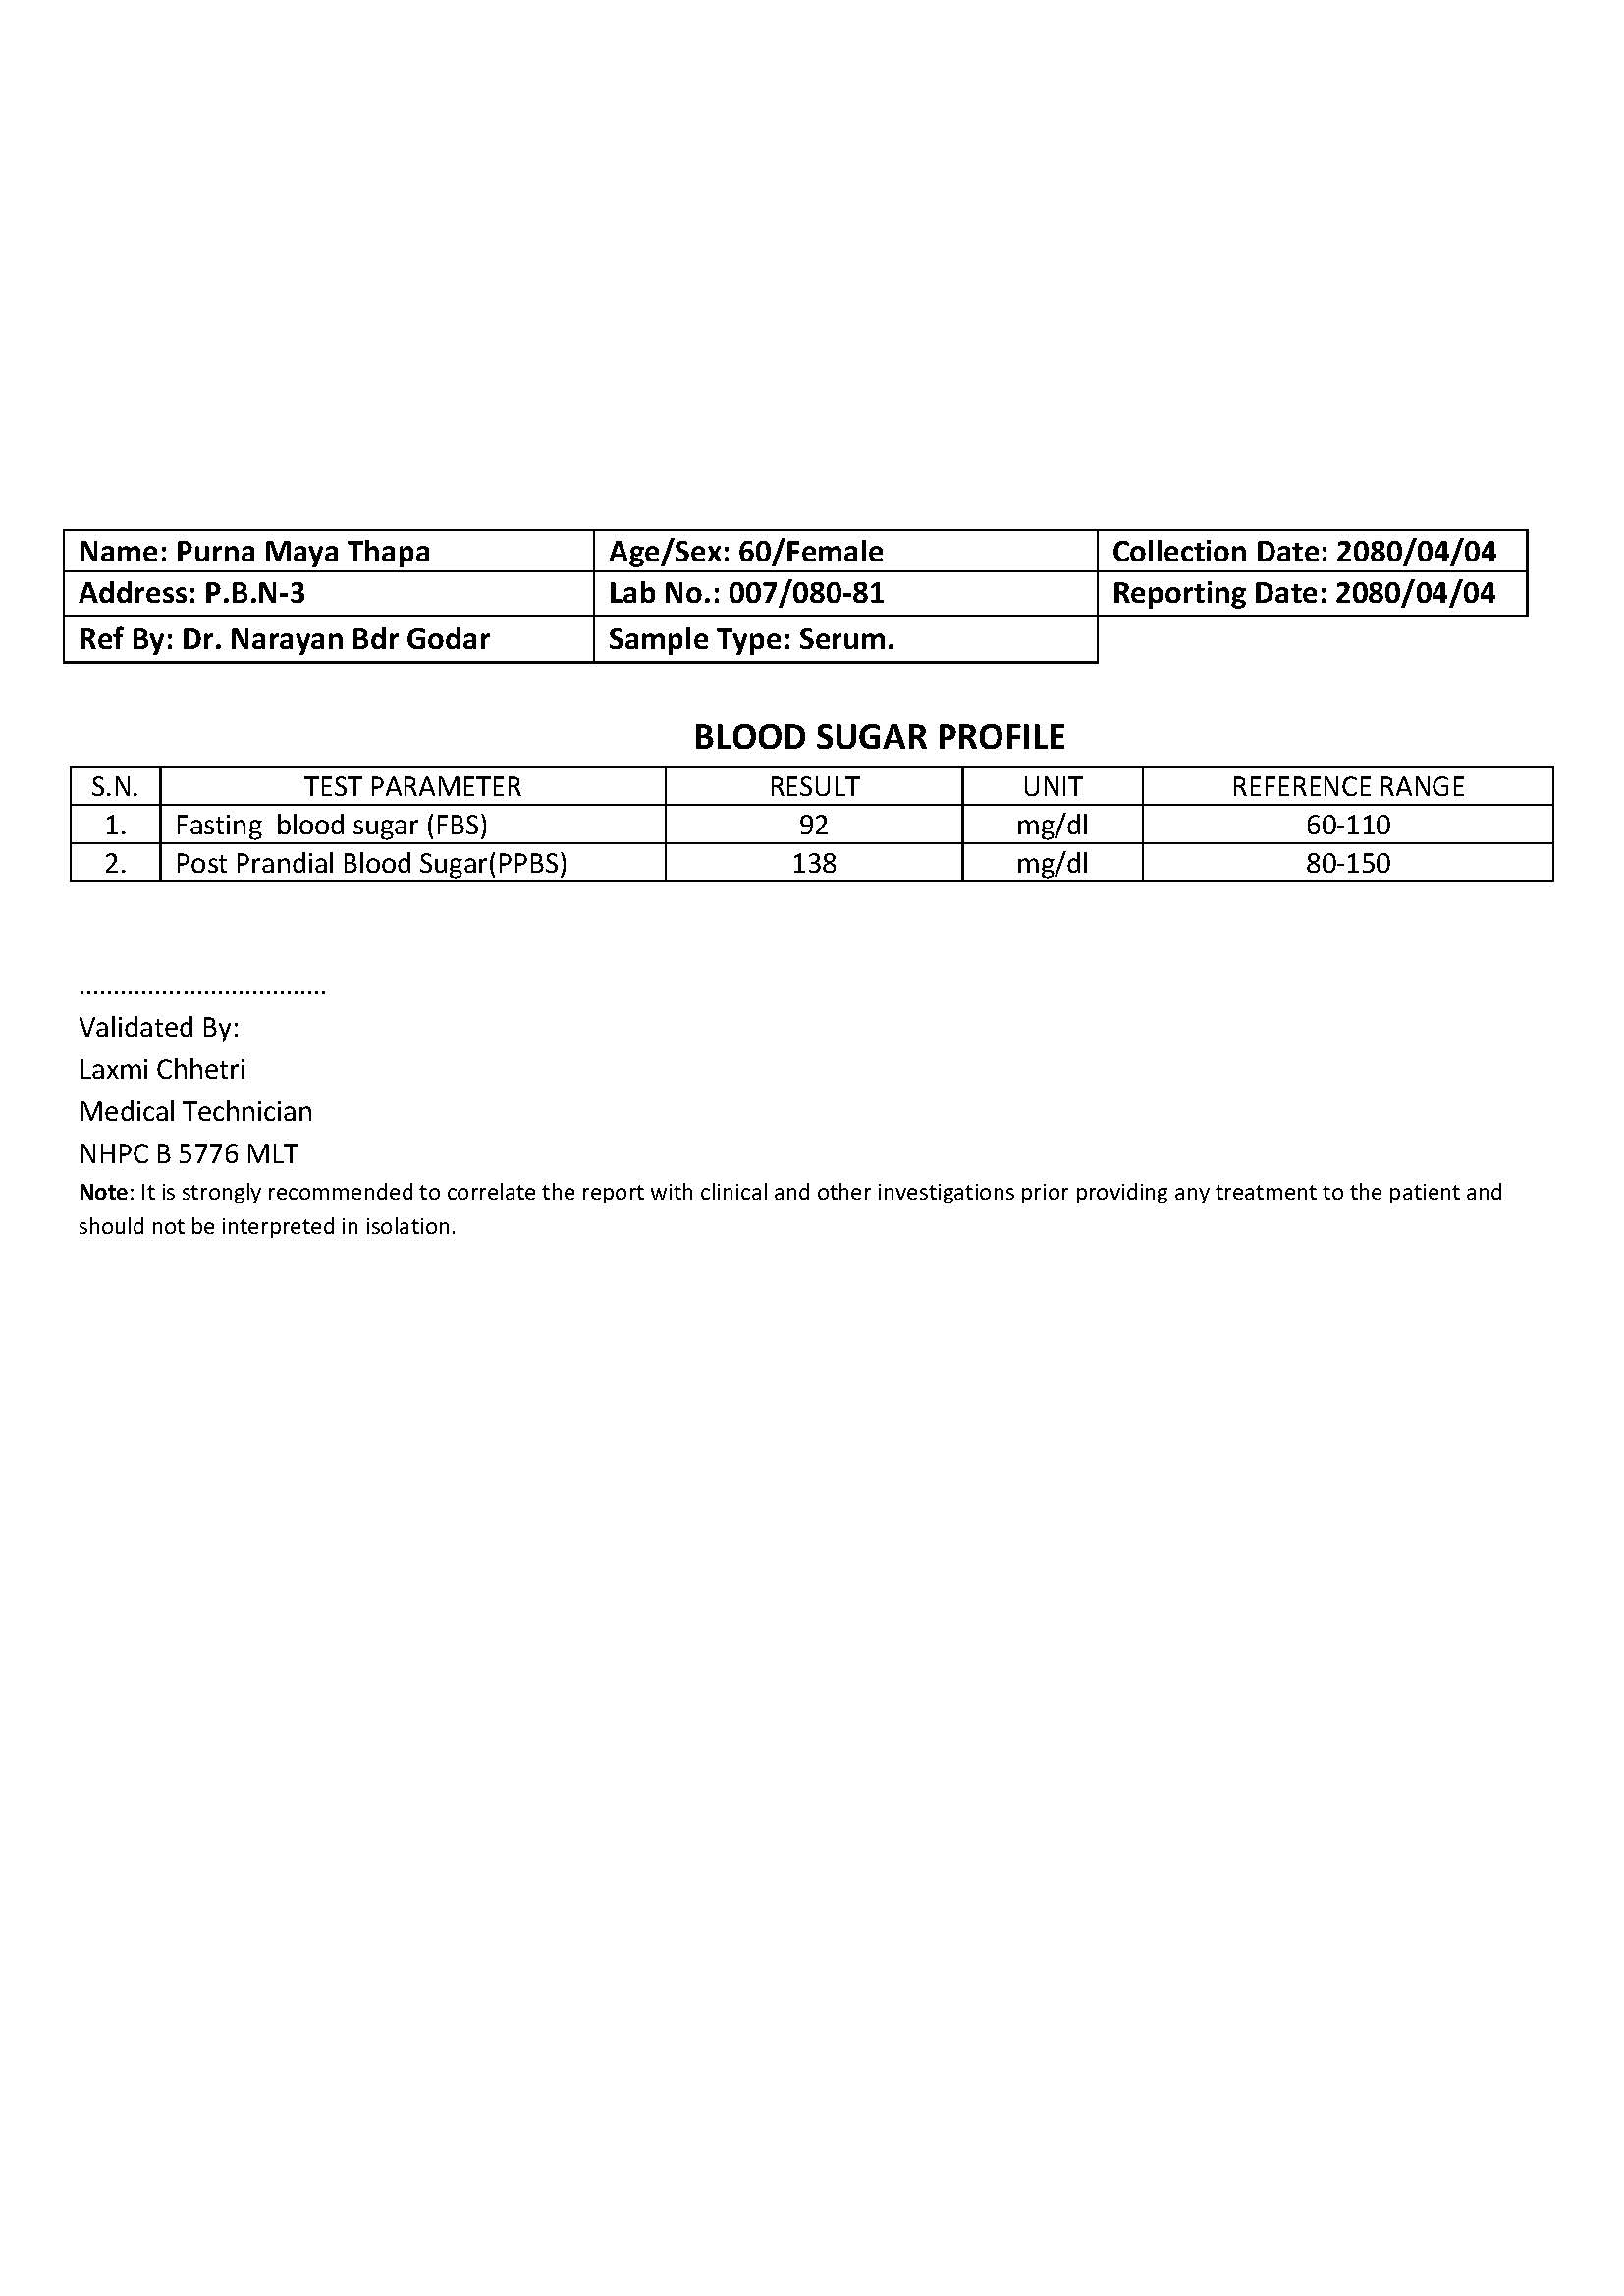 Name: Purna Maya Thapa Age/Sex: 60/Female Collection Date: 2080/04/04
Address: P.B.N-3 Lab No.: 007/080-81 Reporting Date: 2080/04/04
Ref By: Dr. Narayan Bdr Godar Sample Type: Serum.
BLOOD SUGAR PROFILE
S.N. TEST PARAMETER RESULT UNIT REFERENCE RANGE
1. Fasting blood sugar (FBS) 92 mg/dl 60-110
2. Post Prandial Blood Sugar(PPBS) 138 mg/dl 80-150
....................................
Validated By:
Laxmi Chhetri
Medical Technician
NHPC B 5776 MLT
Note: It is strongly recommended to correlate the report with clinical and other investigations prior providing any treatment to the patient and
should not be interpreted in isolation.